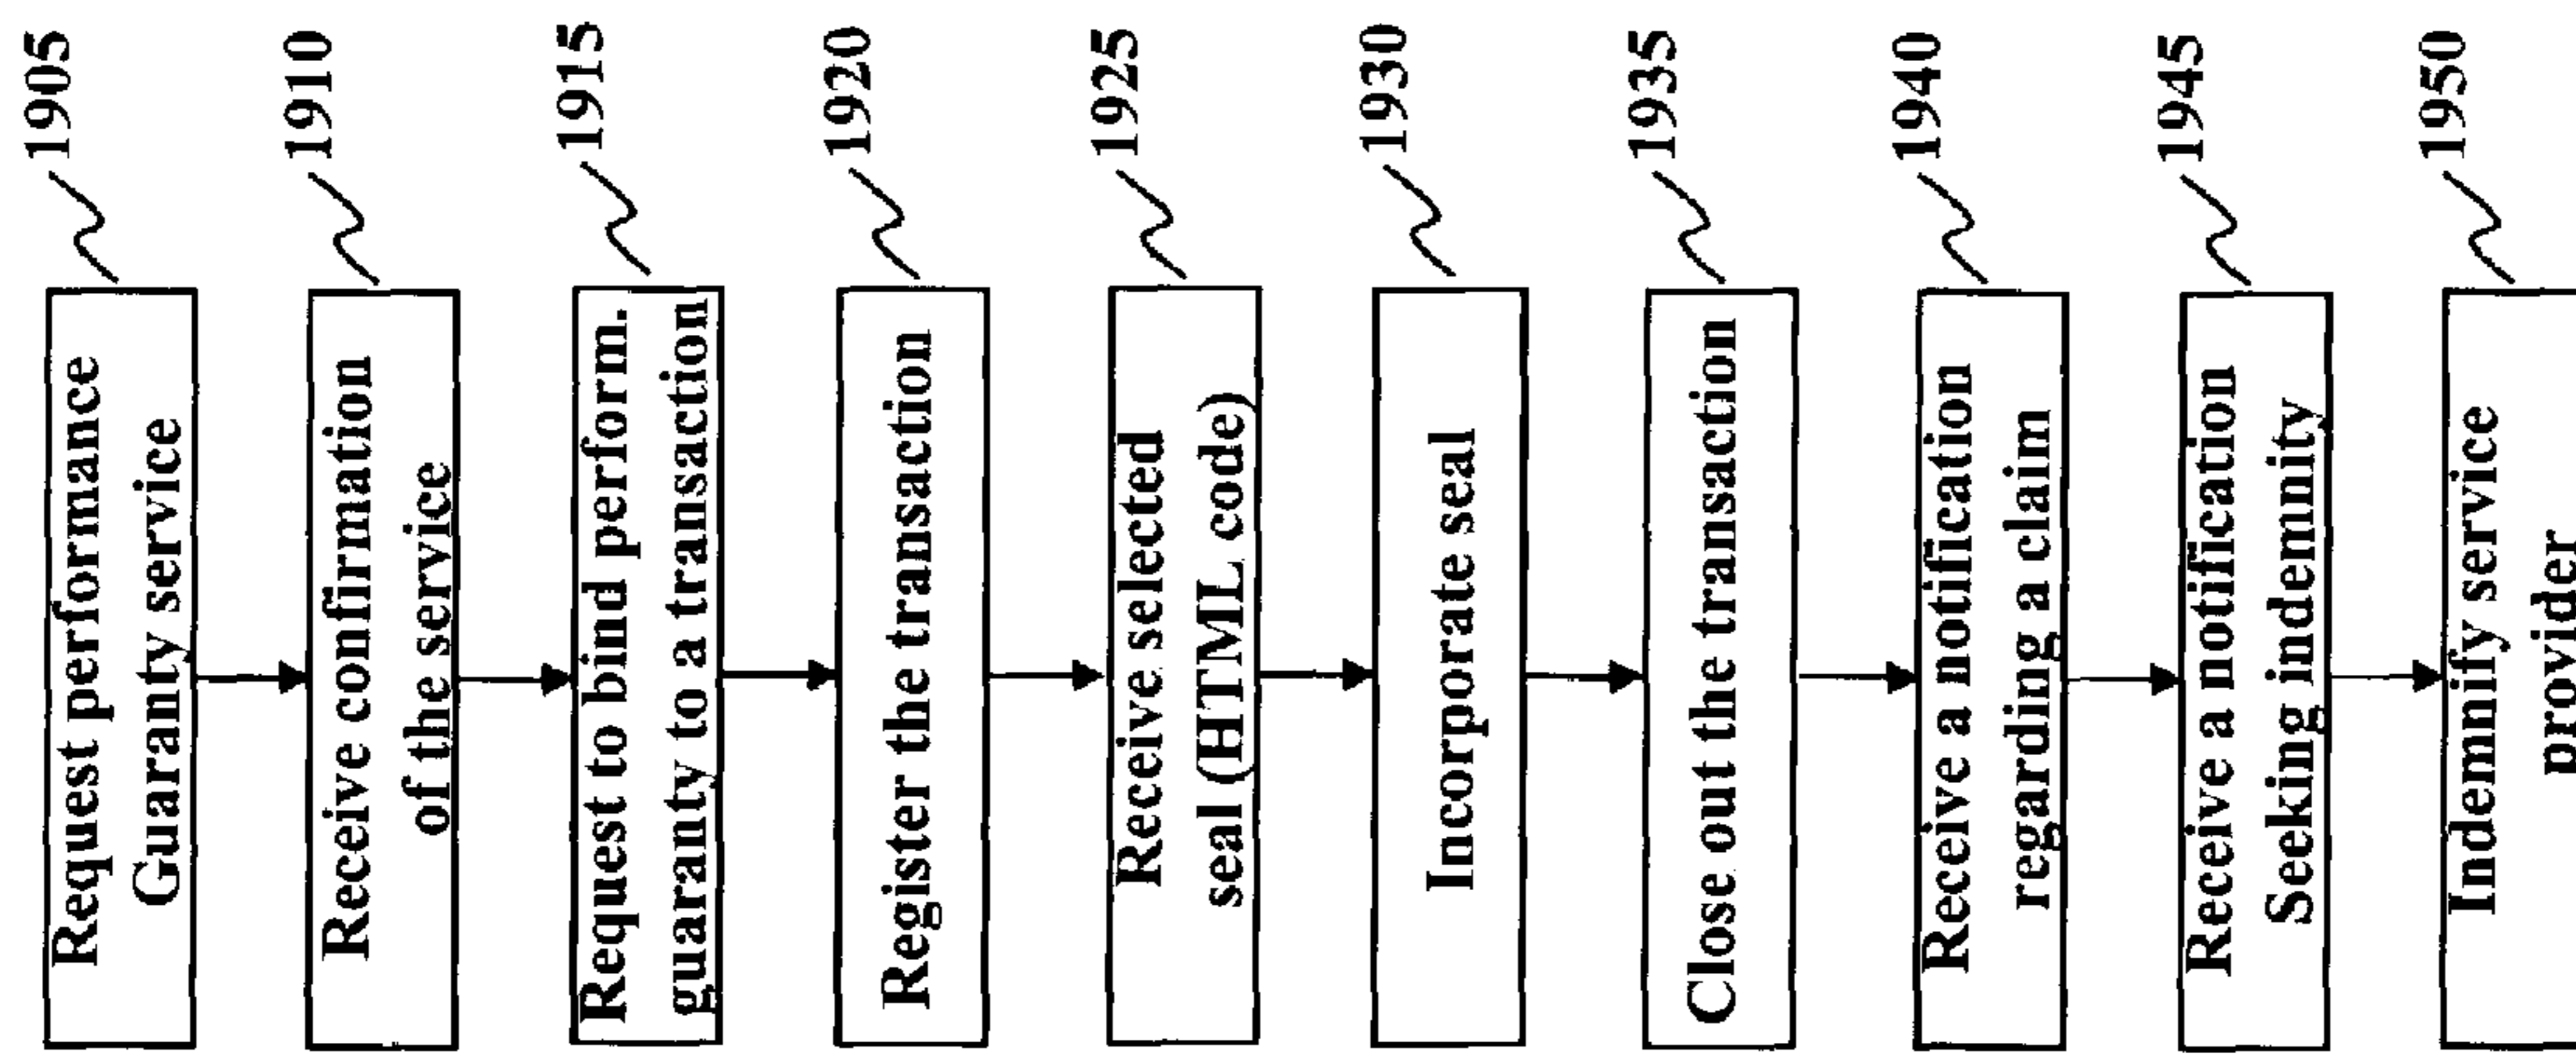 Request performance
Guaranty service
1905
Receive confirmation
of the service
1910
Request to bind perform.
guaranty to a transaction
1915
Register the transaction
1920
Receive selected
seal (HTML code)
1925
Incorporate seal
1930
Close out the transaction
1935
Receive a notification
regarding a claim
1940
Receive a notification
Seeking indemnity
1945
Indemnify service
provider
1950